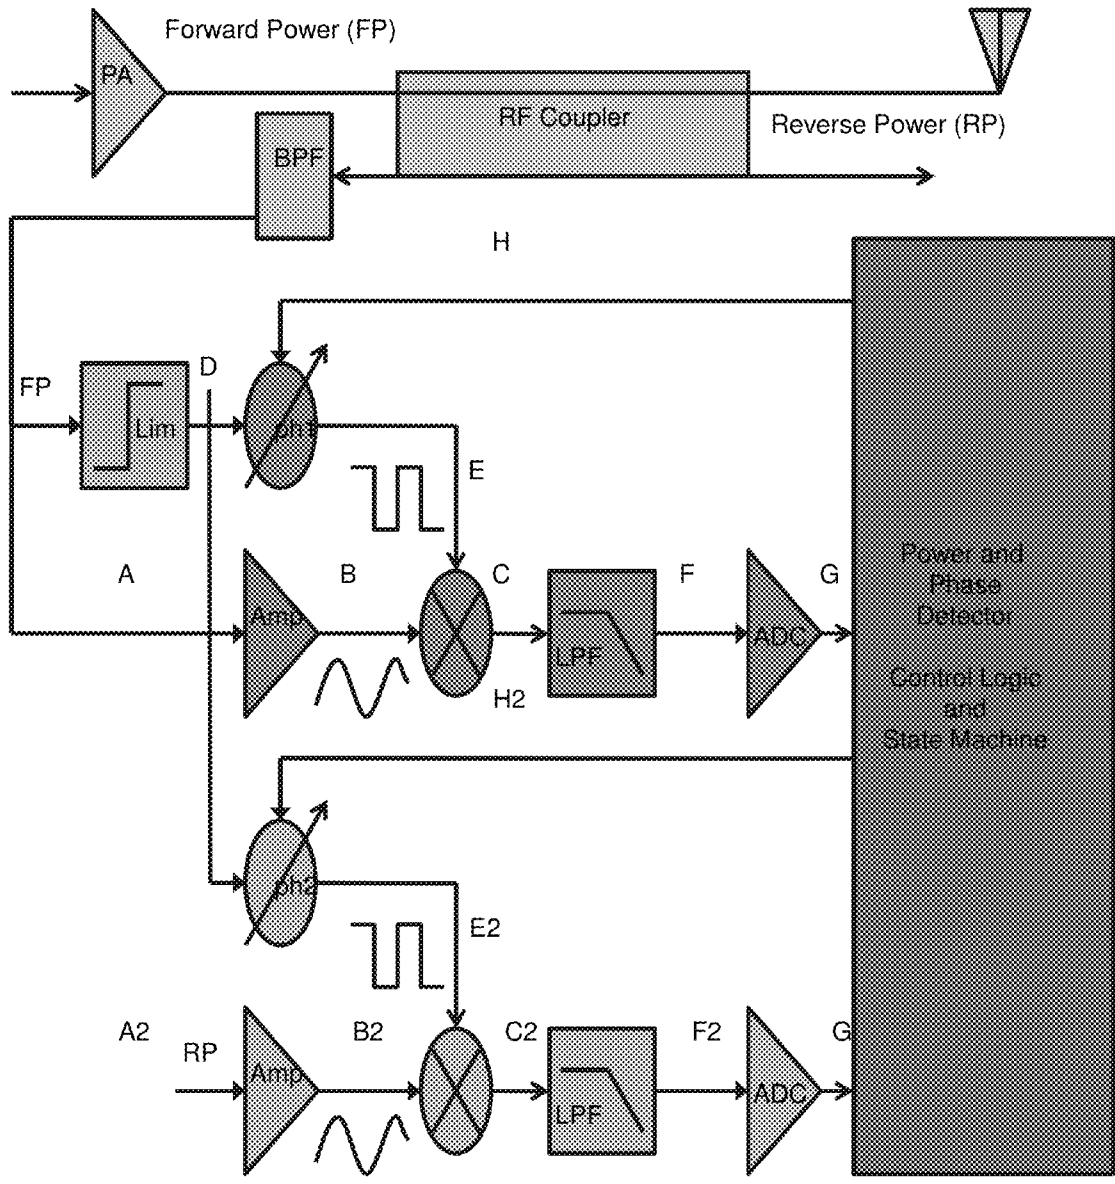 Forward Power (FP)
PA
RF Coupler
Reverse Power (RP)
BPF
H
D
FP
Lim
ph1
E
A
B
C
F
G
Amp
LPF
ADC
H2
Power and
Phase
Detector
Control Logic
and
State Machine
ph2
E2
A2
RP
B2
C2
F2
G
Amp
LPF
ADC